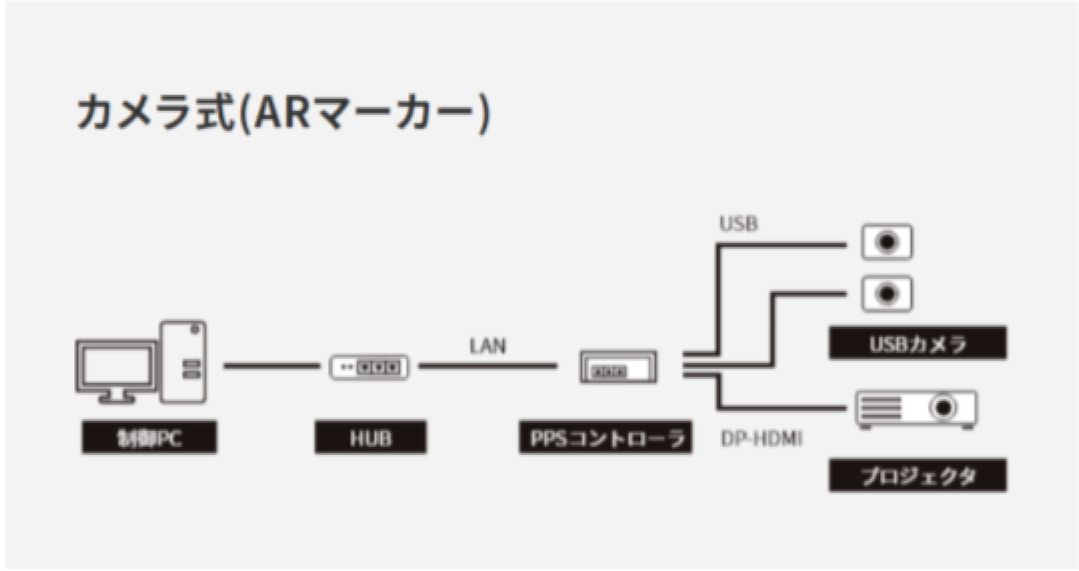 カメラ式(ARマーカー)
USB
USBカメラ
LAN
制御PC
HUB
PPSコントローラ
DP-HDMI
プロジェクタ